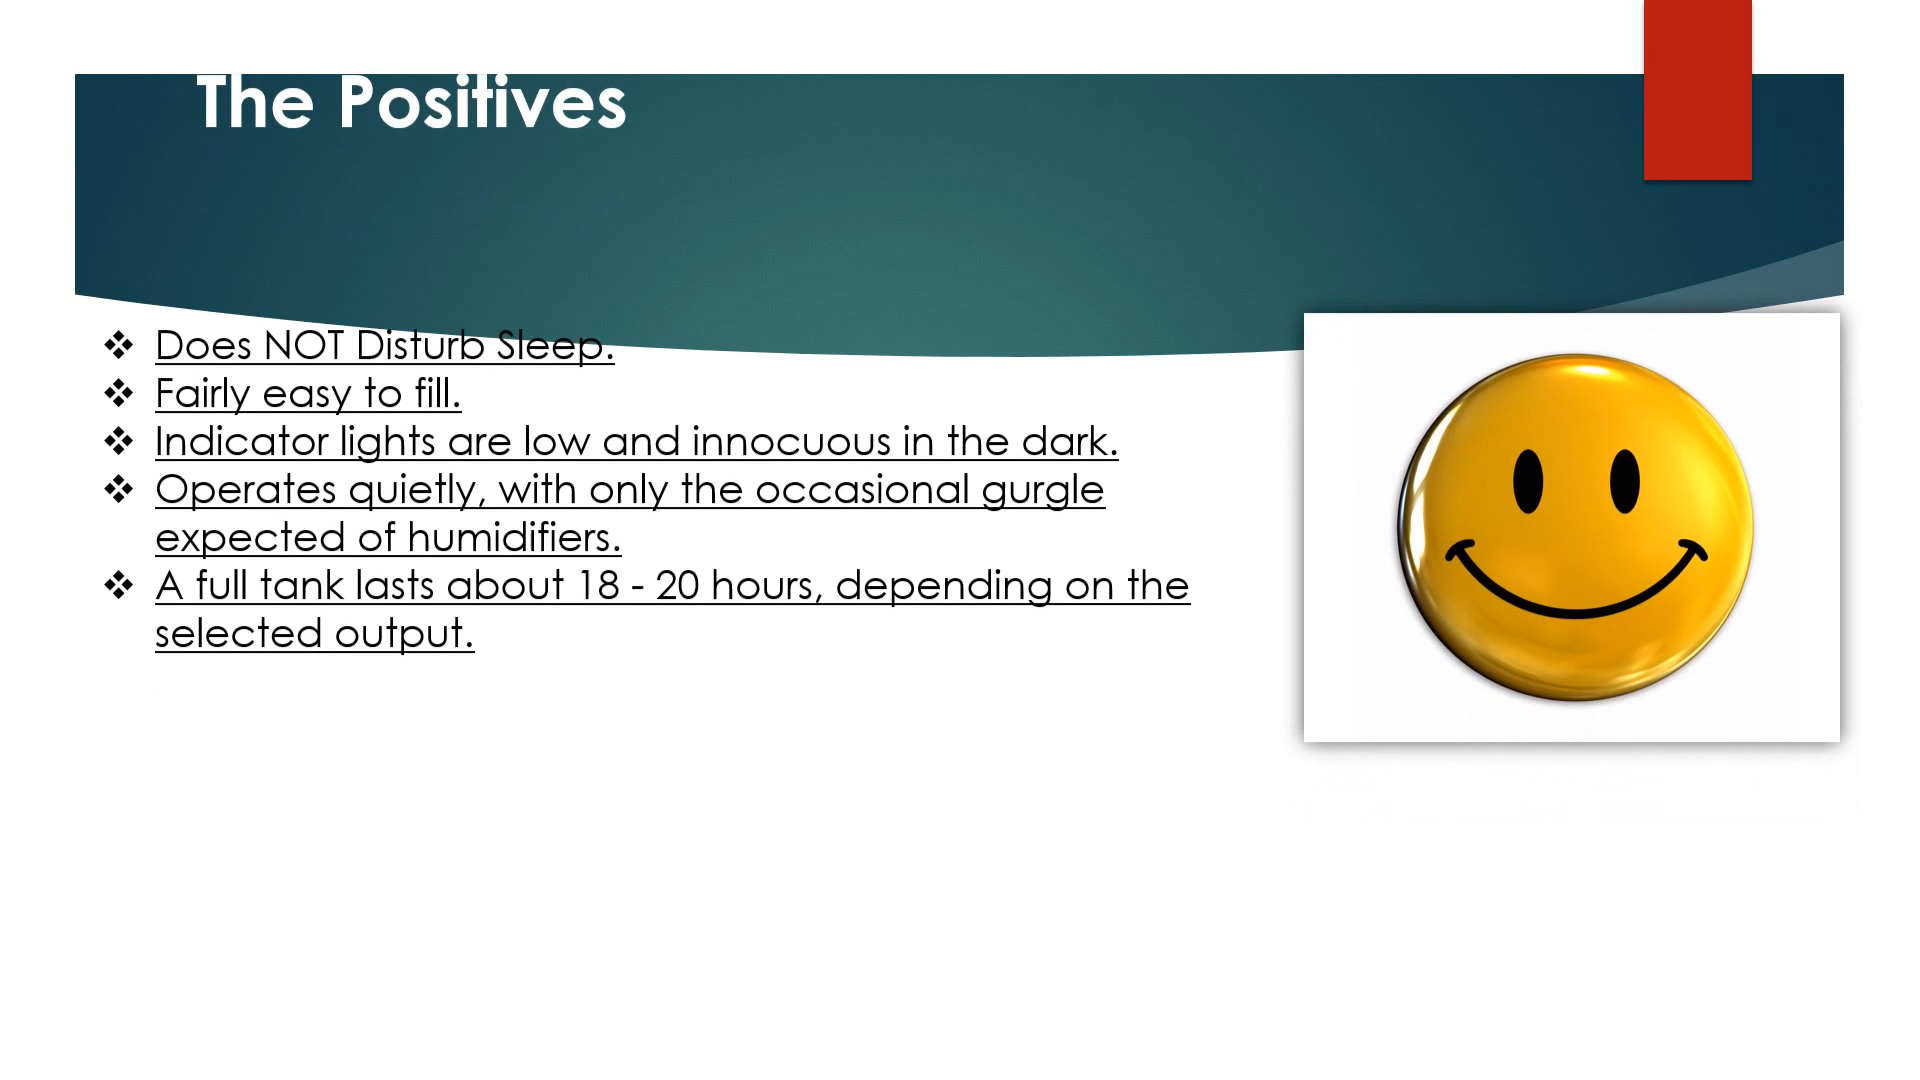 The Positives
❖ Does NOT Disturb Sleep.
❖ Fairly easy to fill.
❖ Indicator lights are low and innocuous in the dark.
❖ Operates quietly, with only the occasional gurgle
expected of humidifiers.
❖ A full tank lasts about 18 - 20 hours, depending on the
selected output.